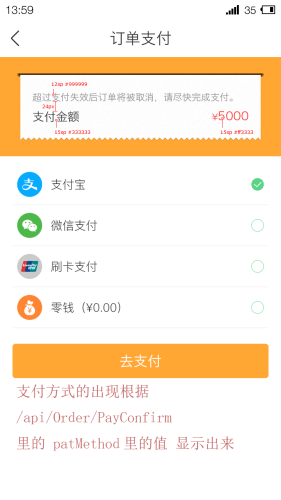 13:59
35
订单支付
12sp #999999
超过支付失效后订单将被取消，请尽快完成支付。
24px
支付金额
¥5000
15sp #333333
15sp #ff3333
支付宝
微信支付
刷卡支付
零钱（¥0.00）
去支付
支付方式的出现根据
/api/Order/PayConfirm
里的 patMethod 里的值 显示出来